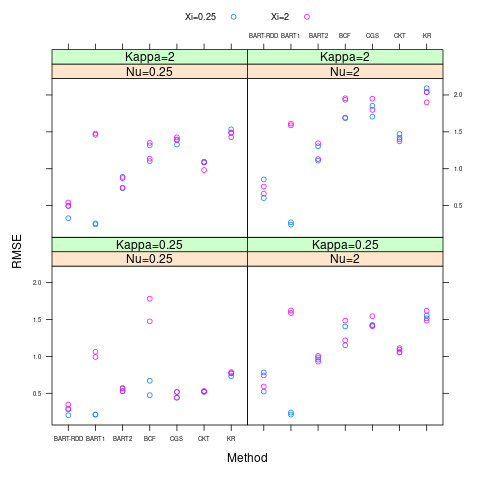 Xi=0.25 Xi=2
BART-RDD BART1 BART2 BCF CGS CKT KR
Kappa=2 Kappa=2
Nu=0.25 Nu=2
2.0
1.5
1.0
0.5
Kappa=0.25 Kappa=0.25
Nu=0.25 Nu=2
2.0
1.5
1.0
0.5
RMSE
BART-RDD BART1 BART2 BCF CGS CKT KR
Method